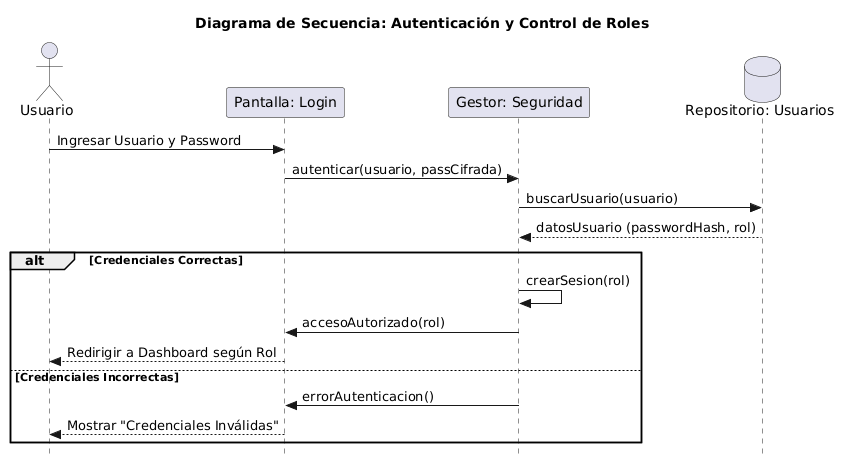 Diagrama de Secuencia: Autenticación y Control de Roles
Usuario
Pantalla: Login
Gestor: Seguridad
Repositorio: Usuarios
Ingresar Usuario y Password
autenticar(usuario, passCifrada)
buscarUsuario(usuario)
datosUsuario (passwordHash, rol)
alt
[Credenciales Correctas]
crearSesion(rol)
accesoAutorizado(rol)
Redirigir a Dashboard según Rol
[Credenciales Incorrectas]
errorAutenticacion()
Mostrar "Credenciales Inválidas"